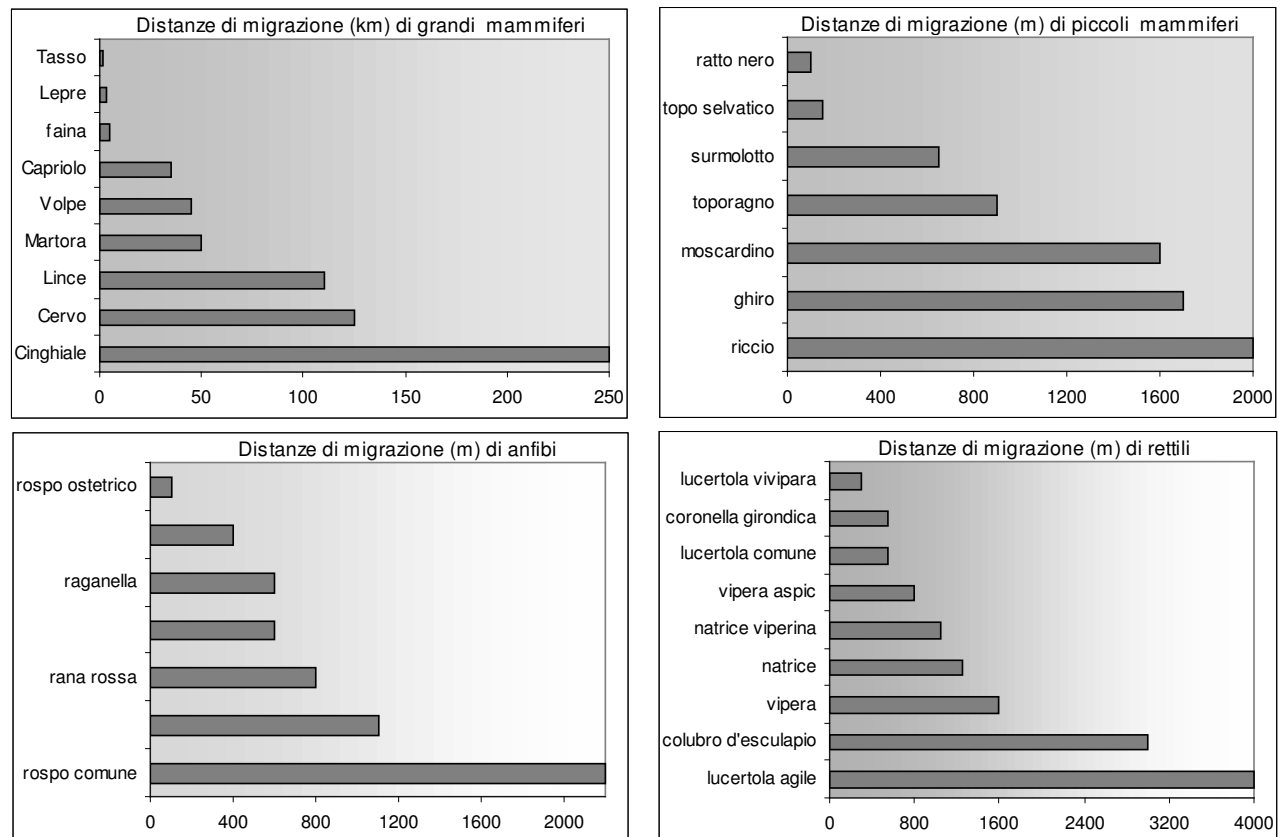 Distanze di migrazione (km) di grandi mammiferi
Tasso
Lepre
faina
Capriolo
Volpe
Martora
Lince
Cervo
Cinghiale
0 50 100 150 200 250
Distanze di migrazione (m) di piccoli mammiferi
ratto nero
topo selvatico
surmolotto
toporagno
moscardino
ghiro
riccio
0 400 800 1200 1600 2000
Distanze di migrazione (m) di anfibi
rospo ostetrico
raganella
rana rossa
rospo comune
0 400 800 1200 1600 2000
Distanze di migrazione (m) di rettili
lucertola vivipara
coronella girondica
lucertola comune
vipera aspic
natrice viperina
natrice
vipera
colubro d'esculapio
lucertola agile
0 800 1600 2400 3200 4000